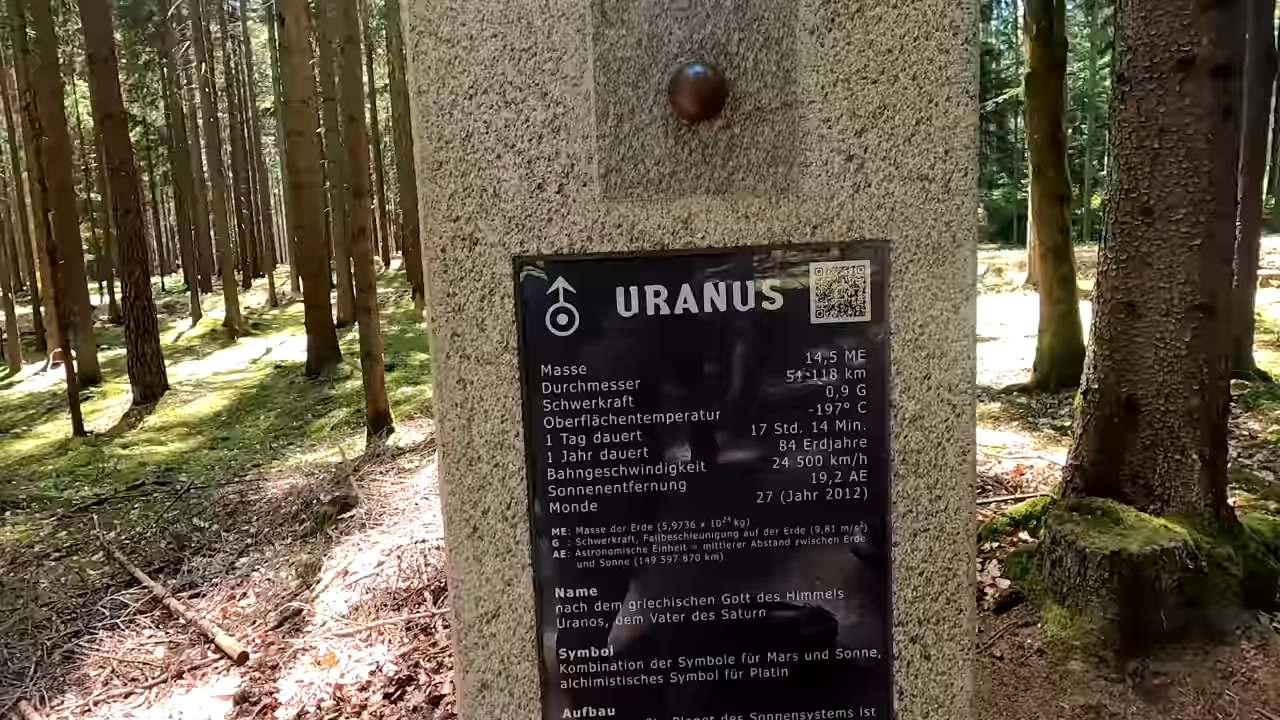 URANUS
Masse 14,5 ME
Durchmesser 51 118 km
Schwerkraft 0,9 G
Oberflächentemperatur -197° C
1 Tag dauert 17 Std. 14 Min.
1 Jahr dauert 84 Erdjahre
Bahngeschwindigkeit 24 500 km/h
Sonnenentfernung 19,2 AE
Monde 27 (Jahr 2012)
ME: Masse der Erde (5,9736 x 10²⁴ kg)
G : Schwerkraft, Fallbeschleunigung auf der Erde (9,81 m/s²)
AE: Astronomische Einheit = mittlerer Abstand zwischen Erde
und Sonne (149 597 870 km)
Name
nach dem griechischen Gott des Himmels
Uranos, dem Vater des Saturn
Symbol
Kombination der Symbole für Mars und Sonne,
alchimistisches Symbol für Platin
Aufbau
Planet des Sonnensystems ist